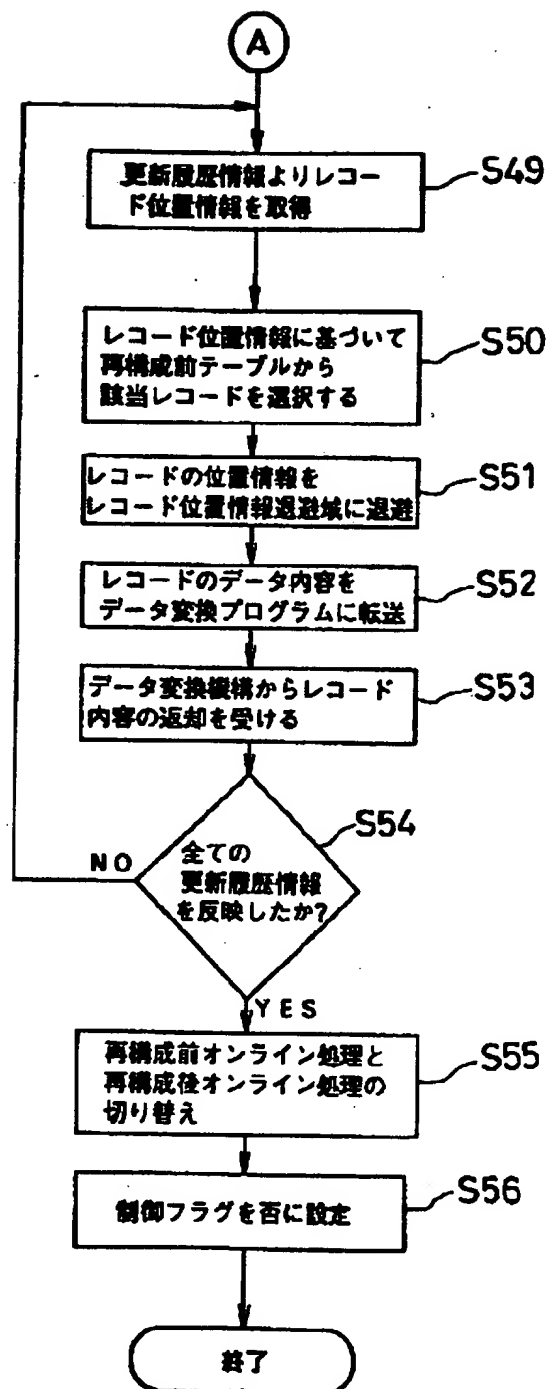 A
更新履歴情報よりレコー
ド位置情報を取得
S49
レコード位置情報に基づいて
再構成前テーブルから
該当レコードを選択する
S50
レコードの位置情報を
レコード位置情報退避域に退避
S51
レコードのデータ内容を
データ変換プログラムに転送
S52
データ変換機構からレコード
内容の返却を受ける
S53
全ての
更新履歴情報
を反映したか?
S54
NO
YES
再構成前オンライン処理と
再構成後オンライン処理の
切り替え
S55
制御フラグを否に設定
S56
終了